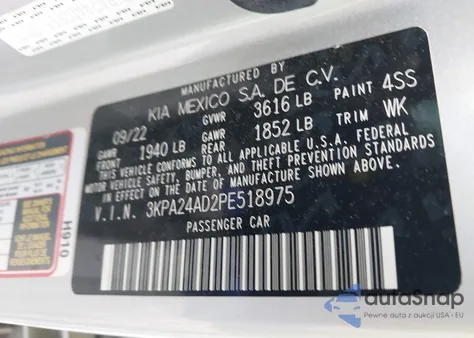 MANUFACTURED BY
KIA MEXICO S.A. DE C.V.
09/22 GVWR 3616 LB PAINT 4SS
GAWR FRONT 1940 LB GAWR REAR 1852 LB TRIM WK
THIS VEHICLE CONFORMS TO ALL APPLICABLE U.S.A. FEDERAL
MOTOR VEHICLE SAFETY, BUMPER, AND THEFT PREVENTION STANDARDS
IN EFFECT ON THE DATE OF MANUFACTURE SHOWN ABOVE.
V.I.N. 3KPA24AD2PE518975
PASSENGER CAR
H910
autoSnap
Pewne auta z aukcji USA - EU